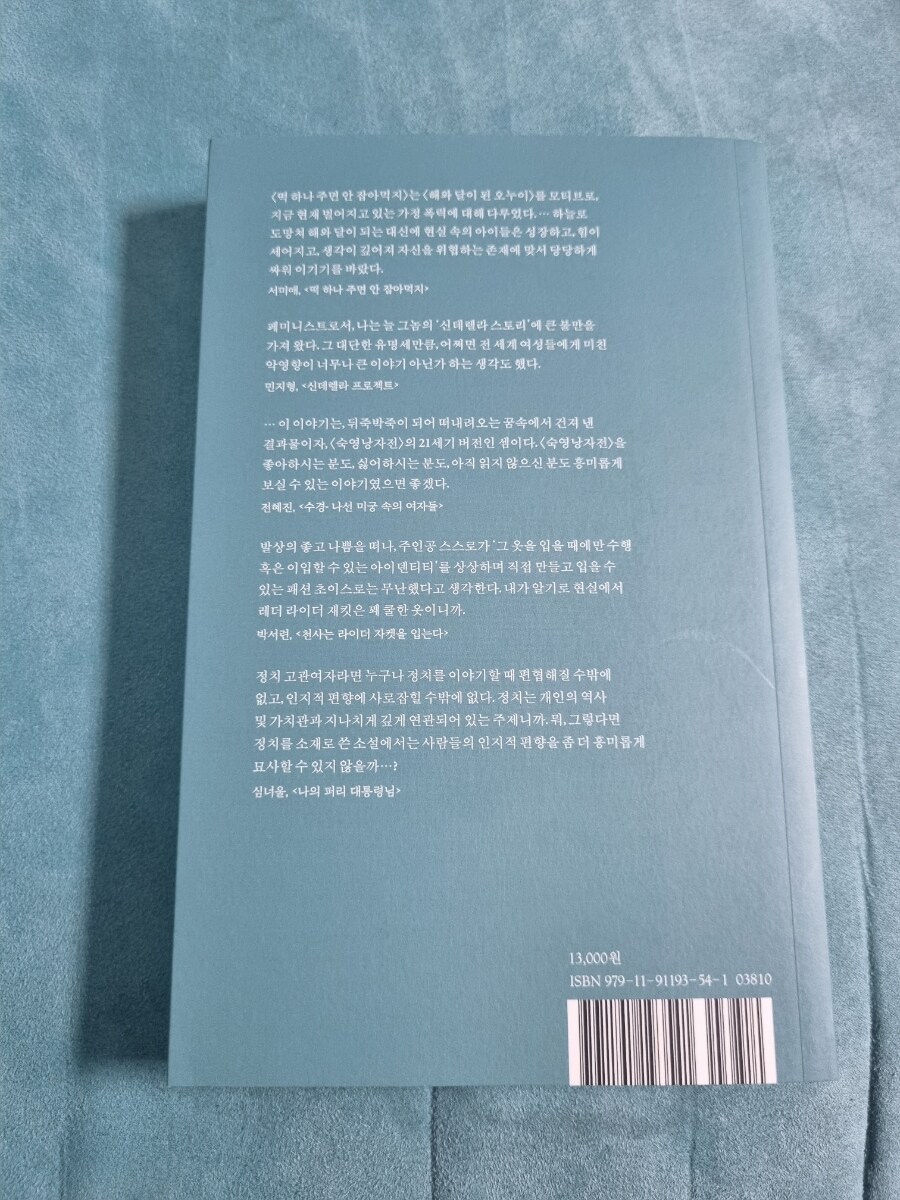 〈떡 하나 주면 안 잡아먹지〉는 〈해와 달이 된 오누이〉를 모티브로,
지금 현재 벌어지고 있는 가정 폭력에 대해 다루었다. … 하늘로
도망쳐 해와 달이 되는 대신에 현실 속의 아이들은 성장하고, 힘이
세어지고, 생각이 깊어져 자신을 위협하는 존재에 맞서 당당하게
싸워 이기기를 바랐다.
서미애, <떡 하나 주면 안 잡아먹지>
페미니스트로서, 나는 늘 그놈의 '신데렐라 스토리'에 큰 불만을
가져 왔다. 그 대단한 유명세만큼, 어쩌면 전 세계 여성들에게 미친
악영향이 너무나 큰 이야기 아닌가 하는 생각도 했다.
민지형, <신데렐라 프로젝트>
… 이 이야기는, 뒤죽박죽이 되어 떠내려오는 꿈속에서 건져 낸
결과물이자, 〈숙영낭자전〉의 21세기 버전인 셈이다. 〈숙영낭자전〉을
좋아하시는 분도, 싫어하시는 분도, 아직 읽지 않으신 분도 흥미롭게
보실 수 있는 이야기였으면 좋겠다.
전혜진, <수경- 나선 미궁 속의 여자들>
발상의 좋고 나쁨을 떠나, 주인공 스스로가 '그 옷을 입을 때에만 수행
혹은 이입할 수 있는 아이덴티티'를 상상하며 직접 만들고 입을 수
있는 패션 초이스로는 무난했다고 생각한다. 내가 알기로 현실에서
레더 라이더 재킷은 꽤 쿨한 옷이니까.
박서련, <천사는 라이더 자켓을 입는다>
정치 고관여자라면 누구나 정치를 이야기할 때 편협해질 수밖에
없고, 인지적 편향에 사로잡힐 수밖에 없다. 정치는 개인의 역사
및 가치관과 지나치게 깊게 연관되어 있는 주제니까. 뭐, 그렇다면
정치를 소재로 쓴 소설에서는 사람들의 인지적 편향을 좀 더 흥미롭게
묘사할 수 있지 않을까…?
심너울, <나의 퍼리 대통령님>
13,000원
ISBN 979-11-91193-54-1 03810